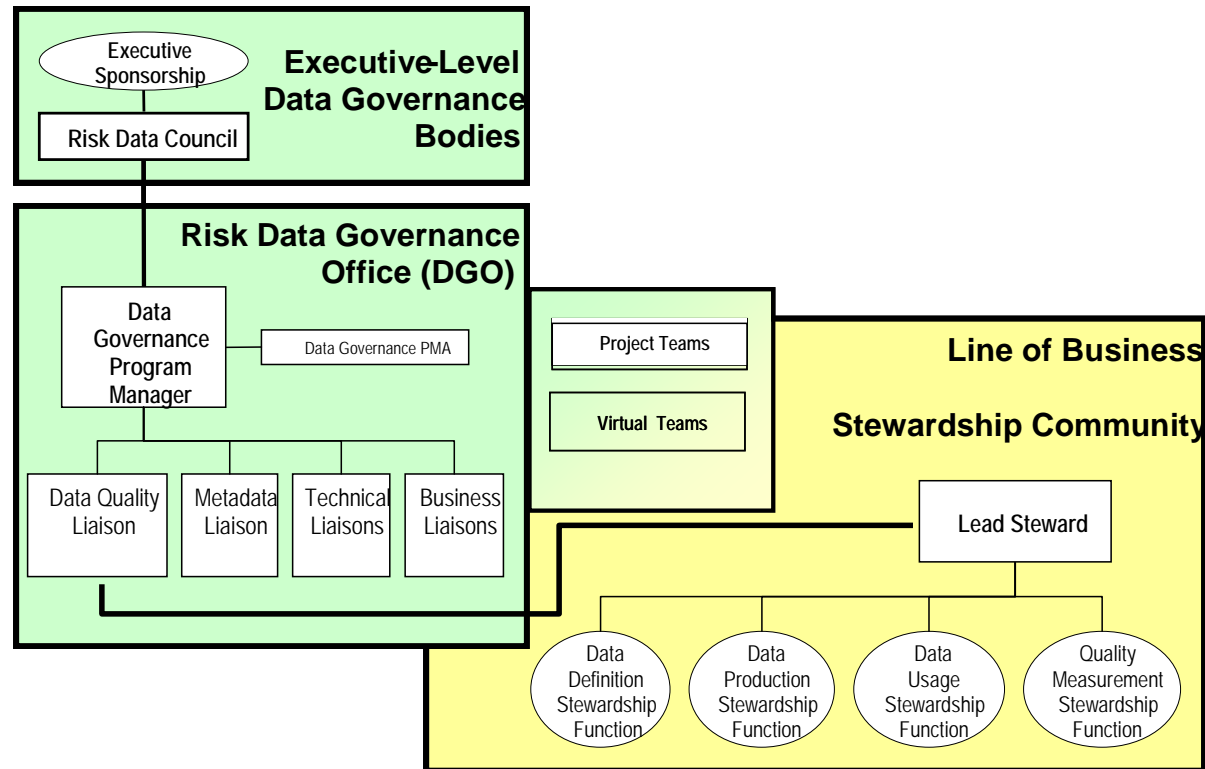 Executive
Sponsorship
Risk Data Council
Executive-Level
Data Governance
Bodies
Risk Data Governance
Office (DGO)
Data
Governance
Program
Manager
Data Governance PMA
Data Quality
Liaison
Metadata
Liaison
Technical
Liaisons
Business
Liaisons
Project Teams
Virtual Teams
Line of Business
Stewardship Community
Lead Steward
Data
Definition
Stewardship
Function
Data
Production
Stewardship
Function
Data
Usage
Stewardship
Function
Quality
Measurement
Stewardship
Function